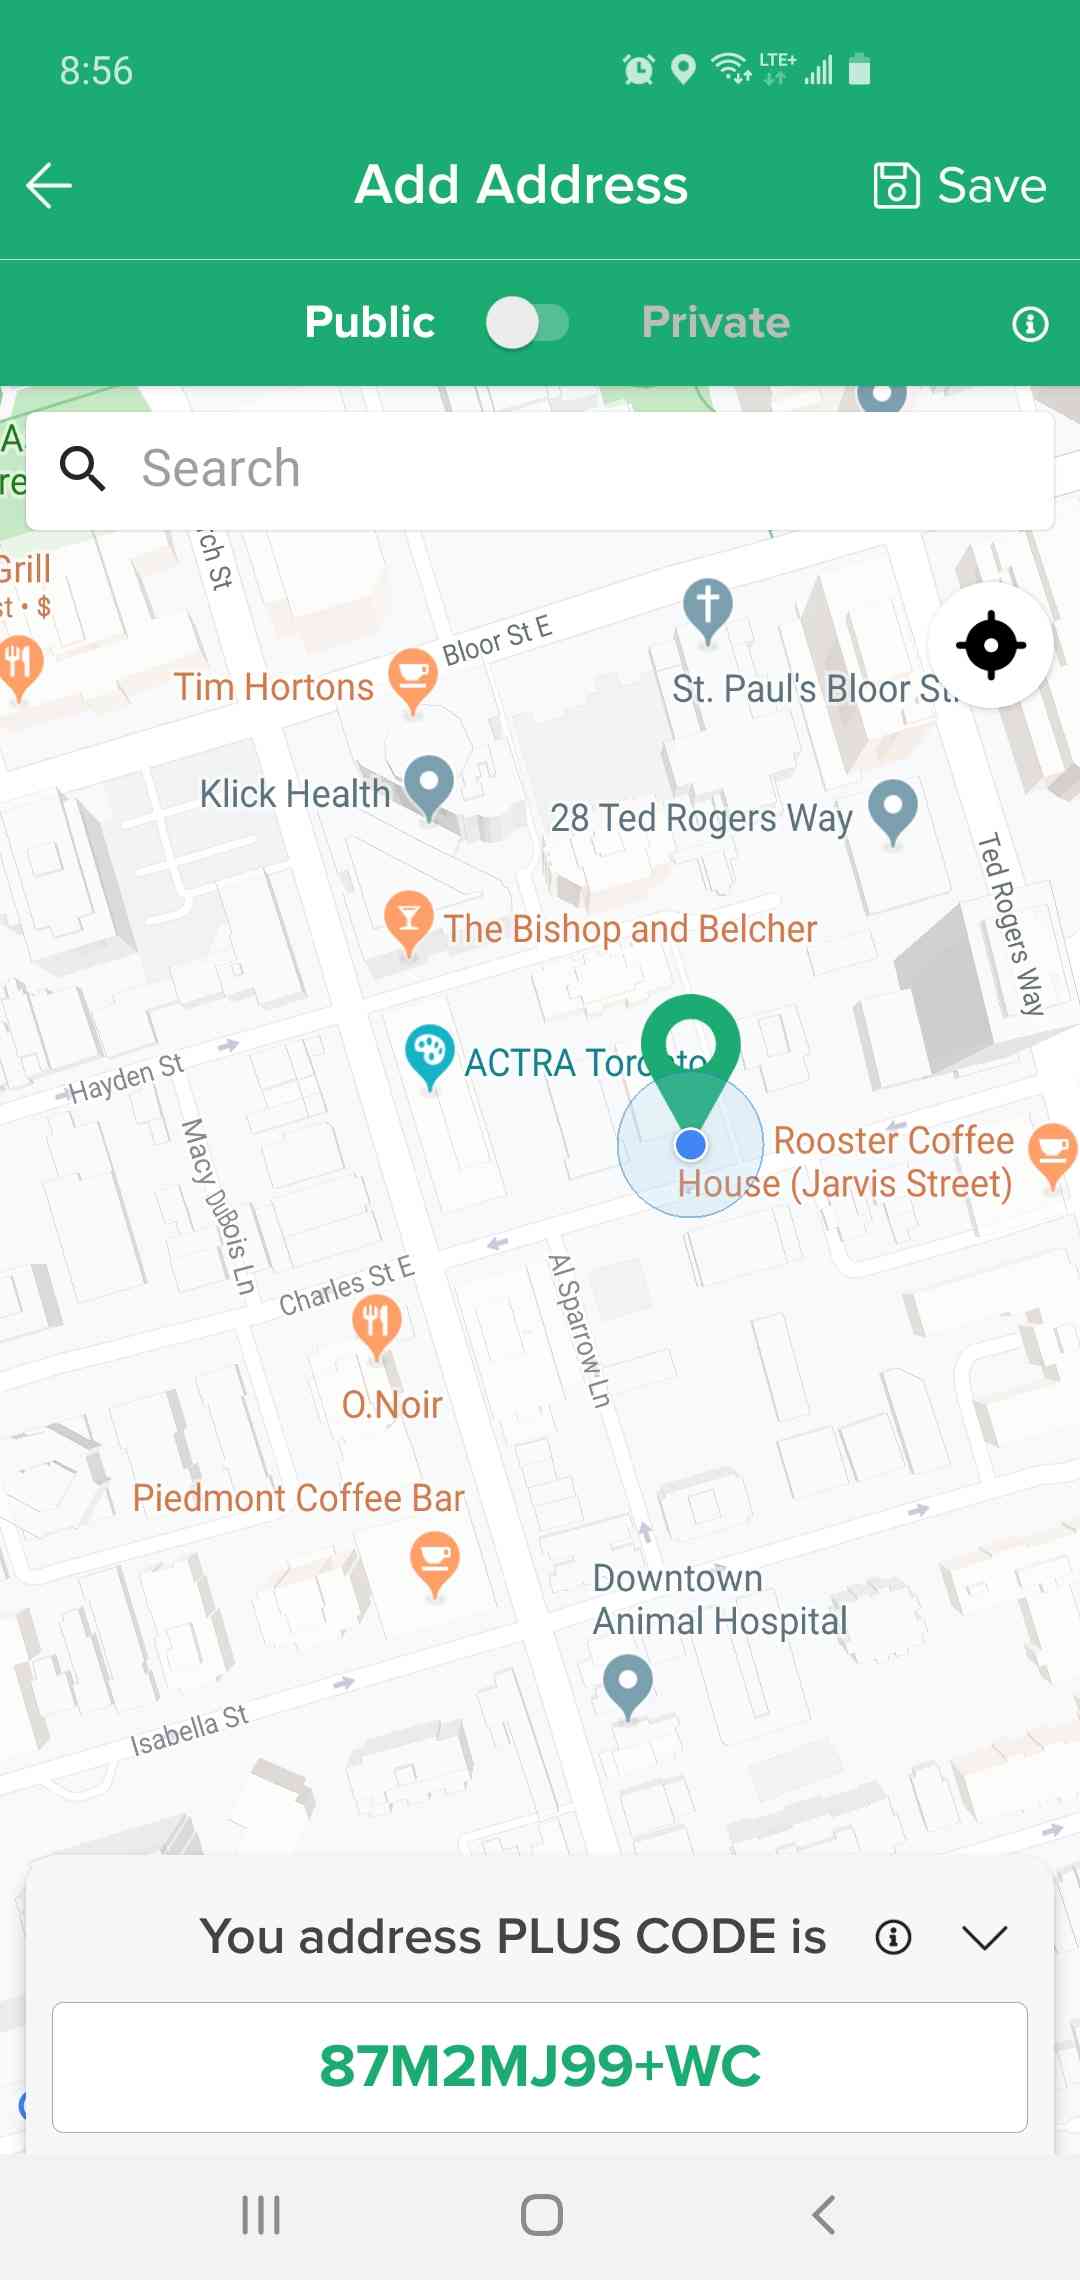 8:56
LTE+
Add Address
Save
Public
Private
Search
Grill
st • $
rch St
Bloor St E
Tim Hortons
St. Paul's Bloor St.
Klick Health
28 Ted Rogers Way
Ted Rogers Way
The Bishop and Belcher
ACTRA Toronto
Hayden St
Macy DuBois Ln
Rooster Coffee
House (Jarvis Street)
Charles St E
Al Sparrow Ln
O.Noir
Piedmont Coffee Bar
Downtown
Animal Hospital
Isabella St
You address PLUS CODE is
87M2MJ99+WC